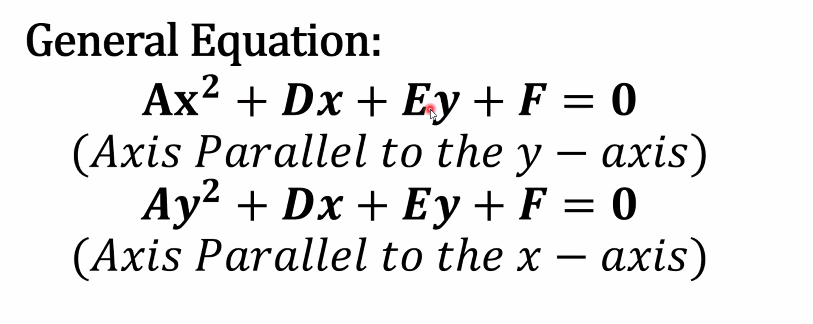 General Equation:
Ax² + Dx + Ey + F = 0
(Axis Parallel to the y − axis)
Ay² + Dx + Ey + F = 0
(Axis Parallel to the x − axis)